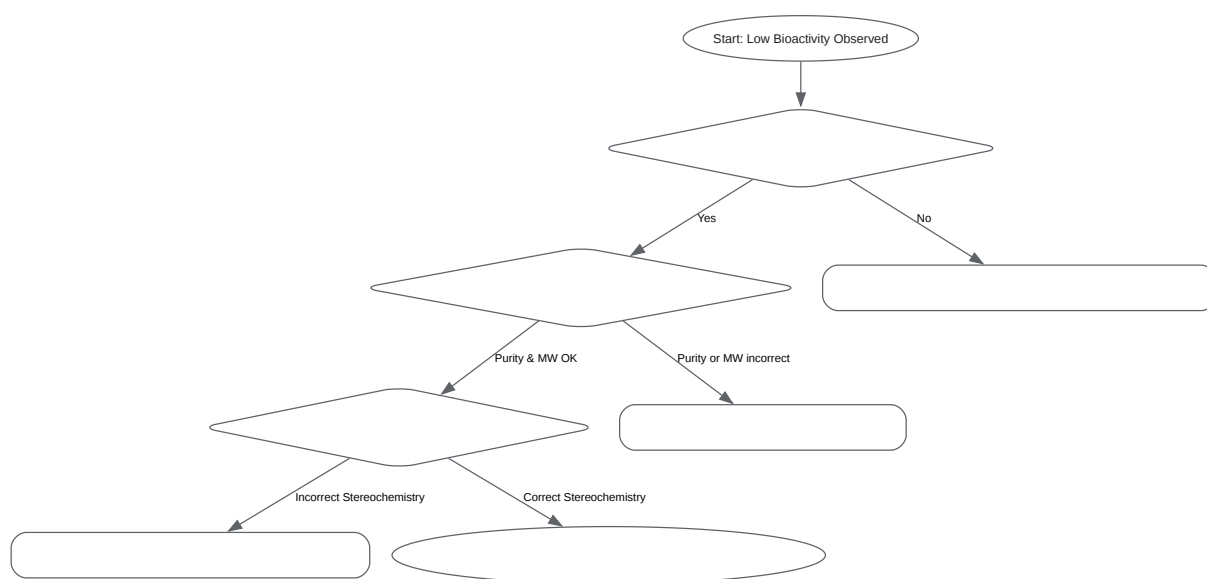 Start: Low Bioactivity Observed
Yes
No
Purity & MW OK
Purity or MW incorrect
Incorrect Stereochemistry
Correct Stereochemistry